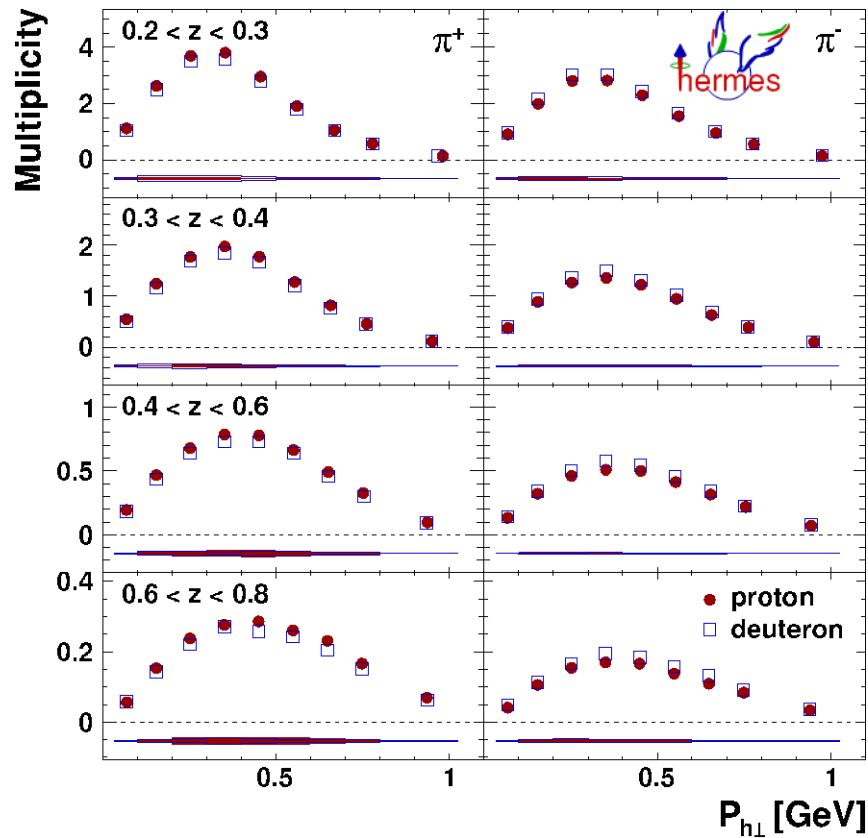 Multiplicity
0.2 < z < 0.3
π+
π-
hermes
4
2
0
0.3 < z < 0.4
2
1
0
0.4 < z < 0.6
1
0.5
0
0.6 < z < 0.8
proton
deuteron
0.4
0.2
0
0.5
1
0.5
1
Ph⊥ [GeV]